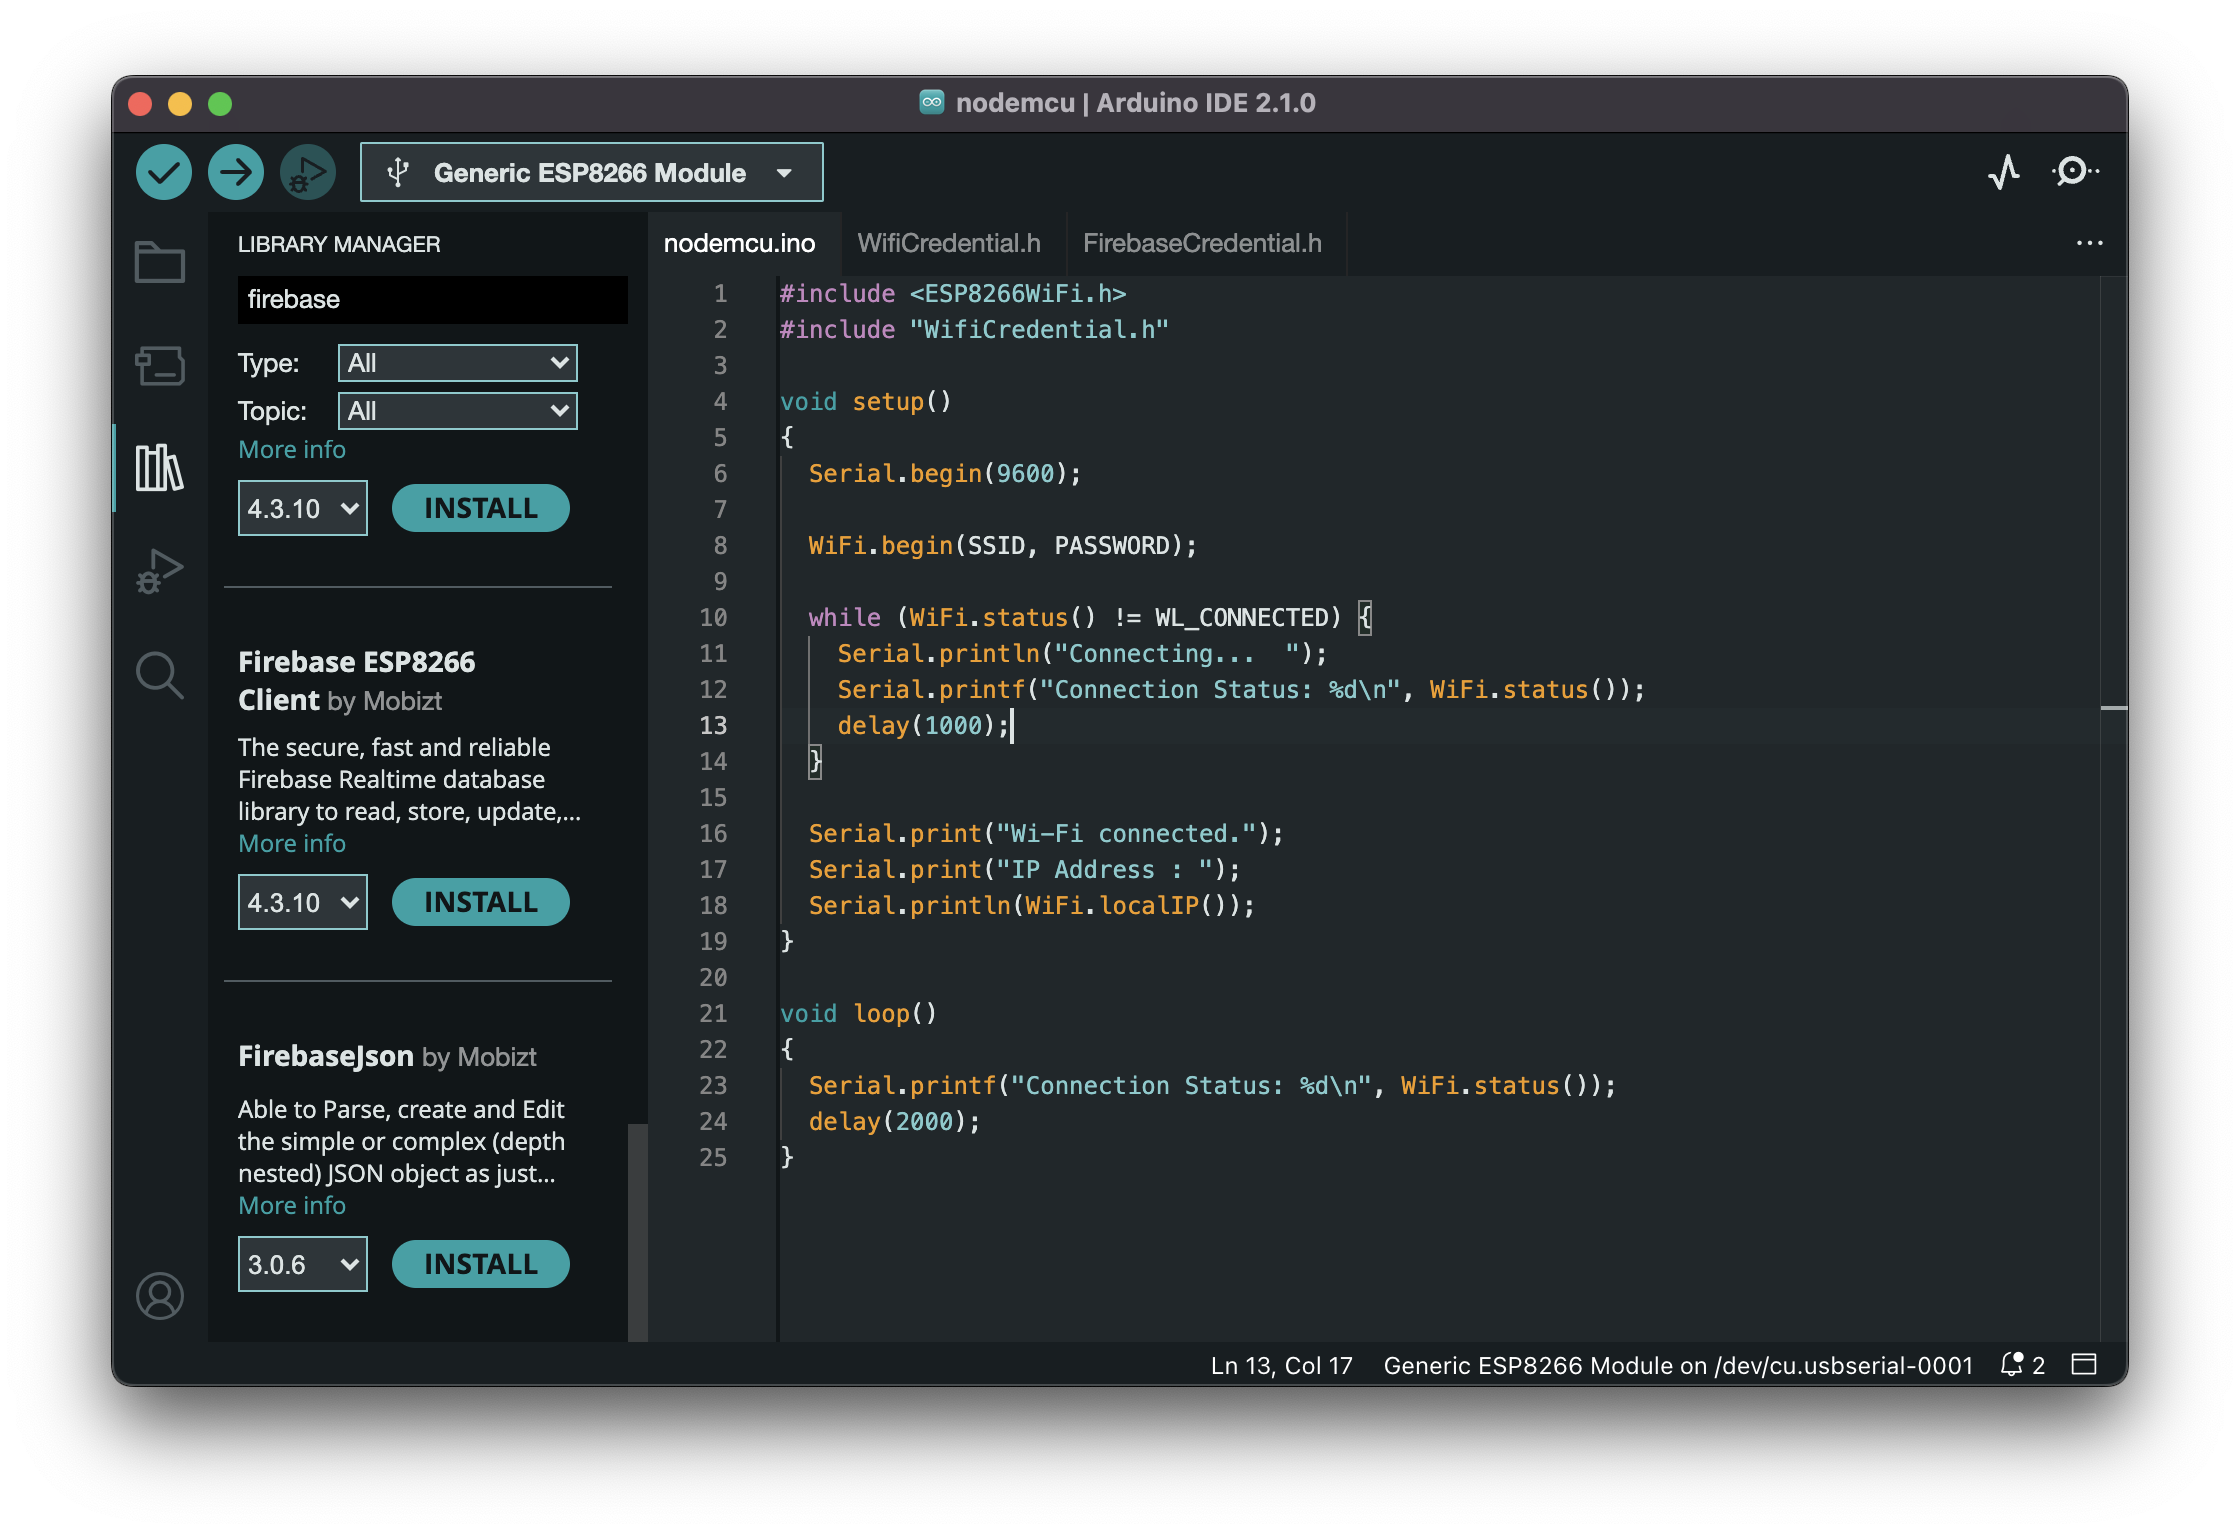 nodemcu | Arduino IDE 2.1.0
Generic ESP8266 Module
LIBRARY MANAGER
firebase
Type: All
Topic: All
More info
4.3.10 INSTALL
Firebase ESP8266
Client by Mobizt
The secure, fast and reliable
Firebase Realtime database
library to read, store, update,...
More info
4.3.10 INSTALL
FirebaseJson by Mobizt
Able to Parse, create and Edit
the simple or complex (depth
nested) JSON object as just...
More info
3.0.6 INSTALL
nodemcu.ino WifiCredential.h FirebaseCredential.h
1 #include <ESP8266WiFi.h>
2 #include "WifiCredential.h"
3
4 void setup()
5 {
6   Serial.begin(9600);
7
8   WiFi.begin(SSID, PASSWORD);
9
10   while (WiFi.status() != WL_CONNECTED) {
11     Serial.println("Connecting...  ");
12     Serial.printf("Connection Status: %d\n", WiFi.status());
13     delay(1000);
14   }
15
16   Serial.print("Wi-Fi connected.");
17   Serial.print("IP Address : ");
18   Serial.println(WiFi.localIP());
19 }
20
21 void loop()
22 {
23   Serial.printf("Connection Status: %d\n", WiFi.status());
24   delay(2000);
25 }
Ln 13, Col 17 Generic ESP8266 Module on /dev/cu.usbserial-0001 2